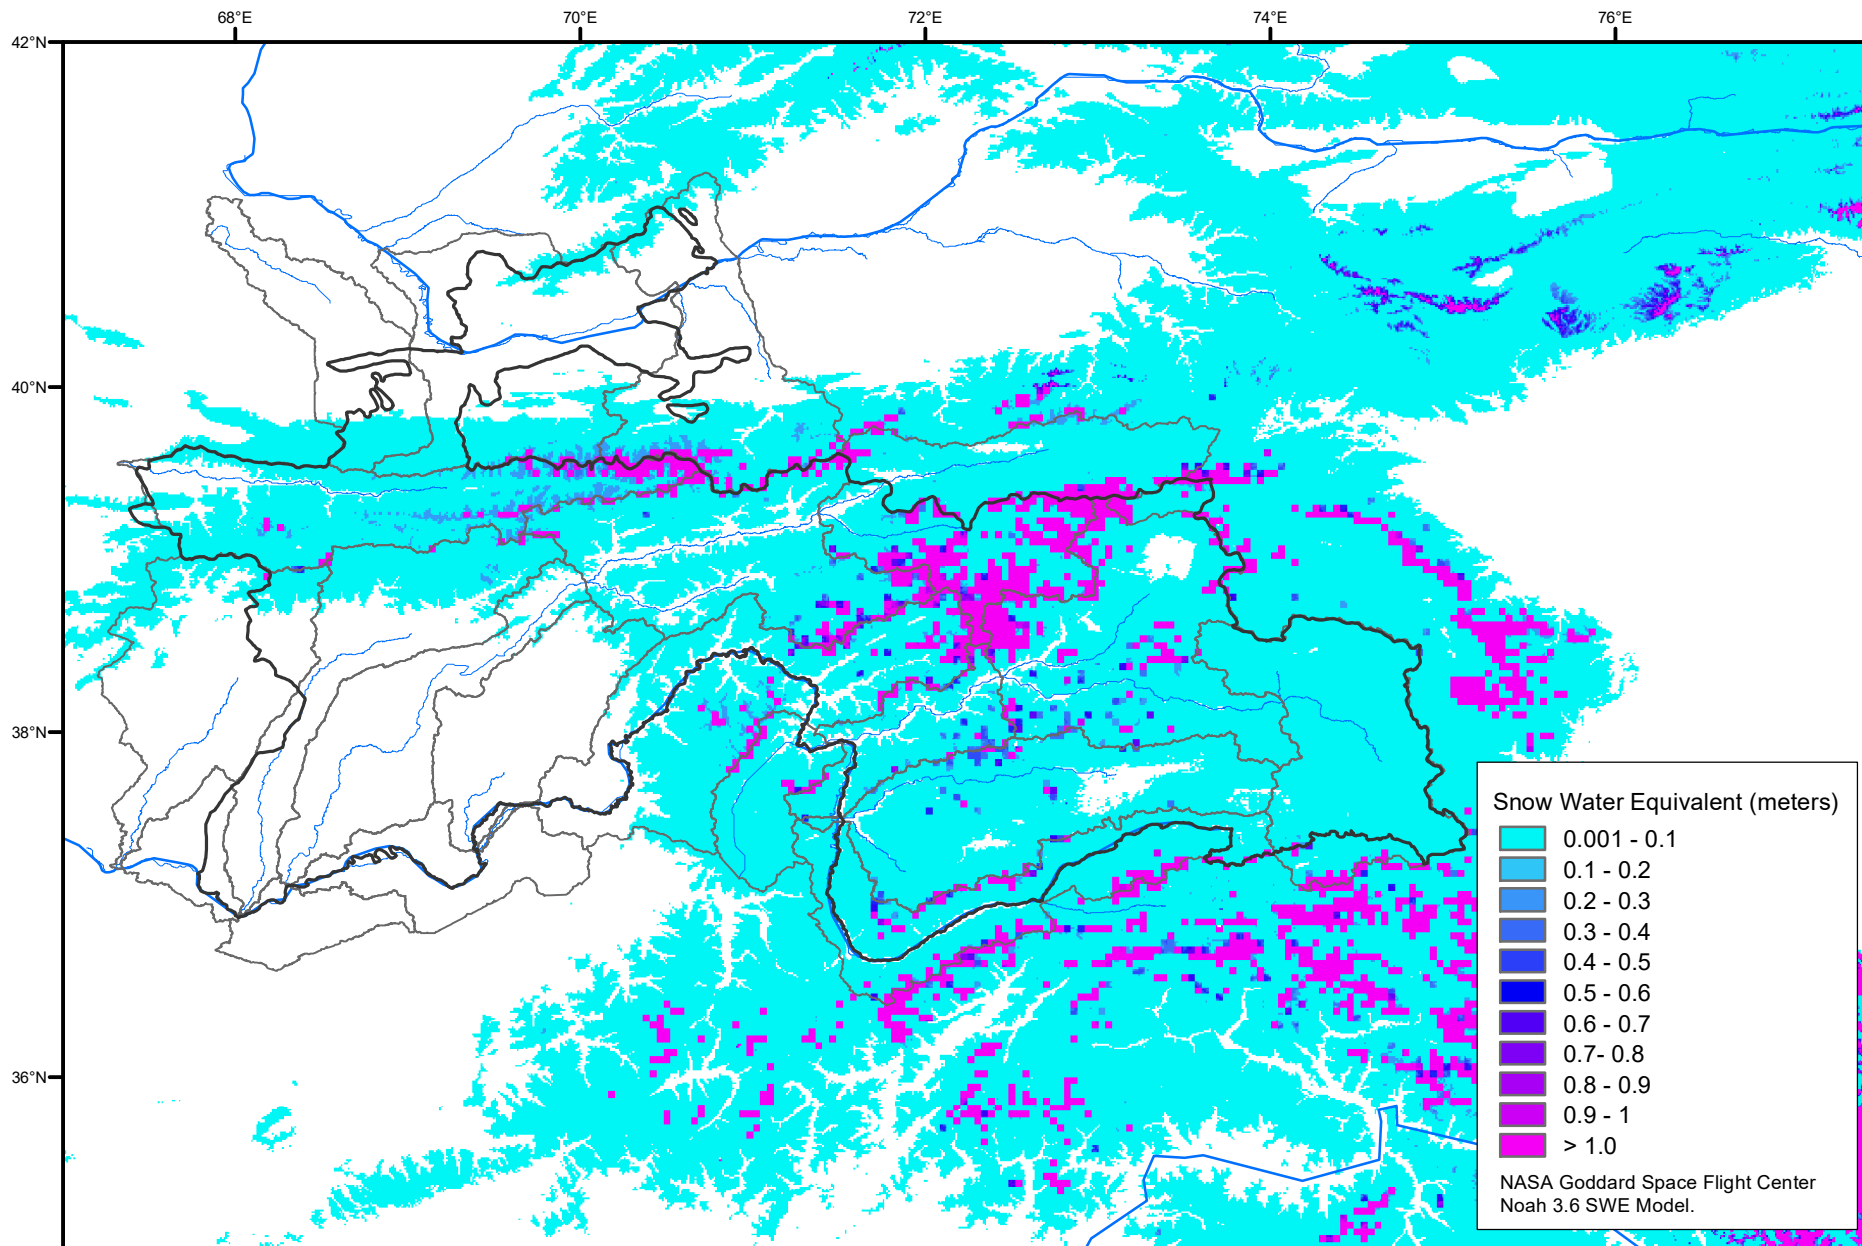 68°E 70°E 72°E 74°E 76°E
42°N
40°N
38°N
36°N
Snow Water Equivalent (meters)
0.001 - 0.1
0.1 - 0.2
0.2 - 0.3
0.3 - 0.4
0.4 - 0.5
0.5 - 0.6
0.6 - 0.7
0.7- 0.8
0.8 - 0.9
0.9 - 1
> 1.0
NASA Goddard Space Flight Center
Noah 3.6 SWE Model.